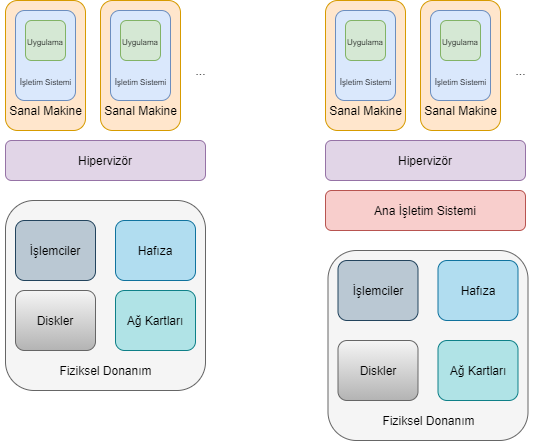 Uygulama
İşletim Sistemi
Sanal Makine
Uygulama
İşletim Sistemi
Sanal Makine
...
Hipervizör
İşlemciler
Hafıza
Diskler
Ağ Kartları
Fiziksel Donanım
Uygulama
İşletim Sistemi
Sanal Makine
Uygulama
İşletim Sistemi
Sanal Makine
...
Hipervizör
Ana İşletim Sistemi
İşlemciler
Hafıza
Diskler
Ağ Kartları
Fiziksel Donanım